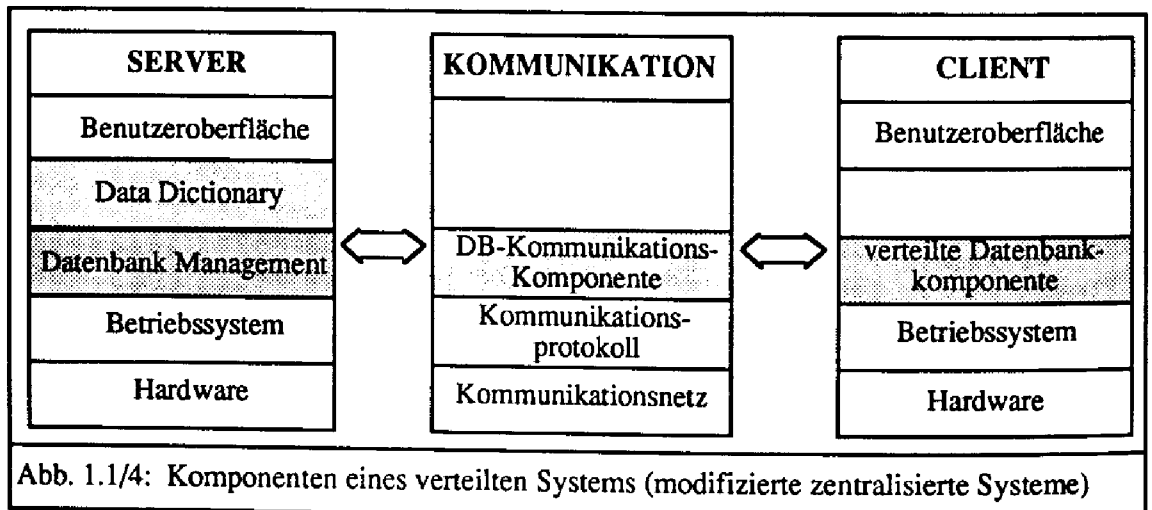 SERVER
Benutzeroberfläche
Data Dictionary
Datenbank Management
Betriebssystem
Hardware
KOMMUNIKATION
DB-Kommunikations-
Komponente
Kommunikations-
protokoll
Kommunikationsnetz
CLIENT
Benutzeroberfläche
verteilte Datenbank-
komponente
Betriebssystem
Hardware
Abb. 1.1/4: Komponenten eines verteilten Systems (modifizierte zentralisierte Systeme)